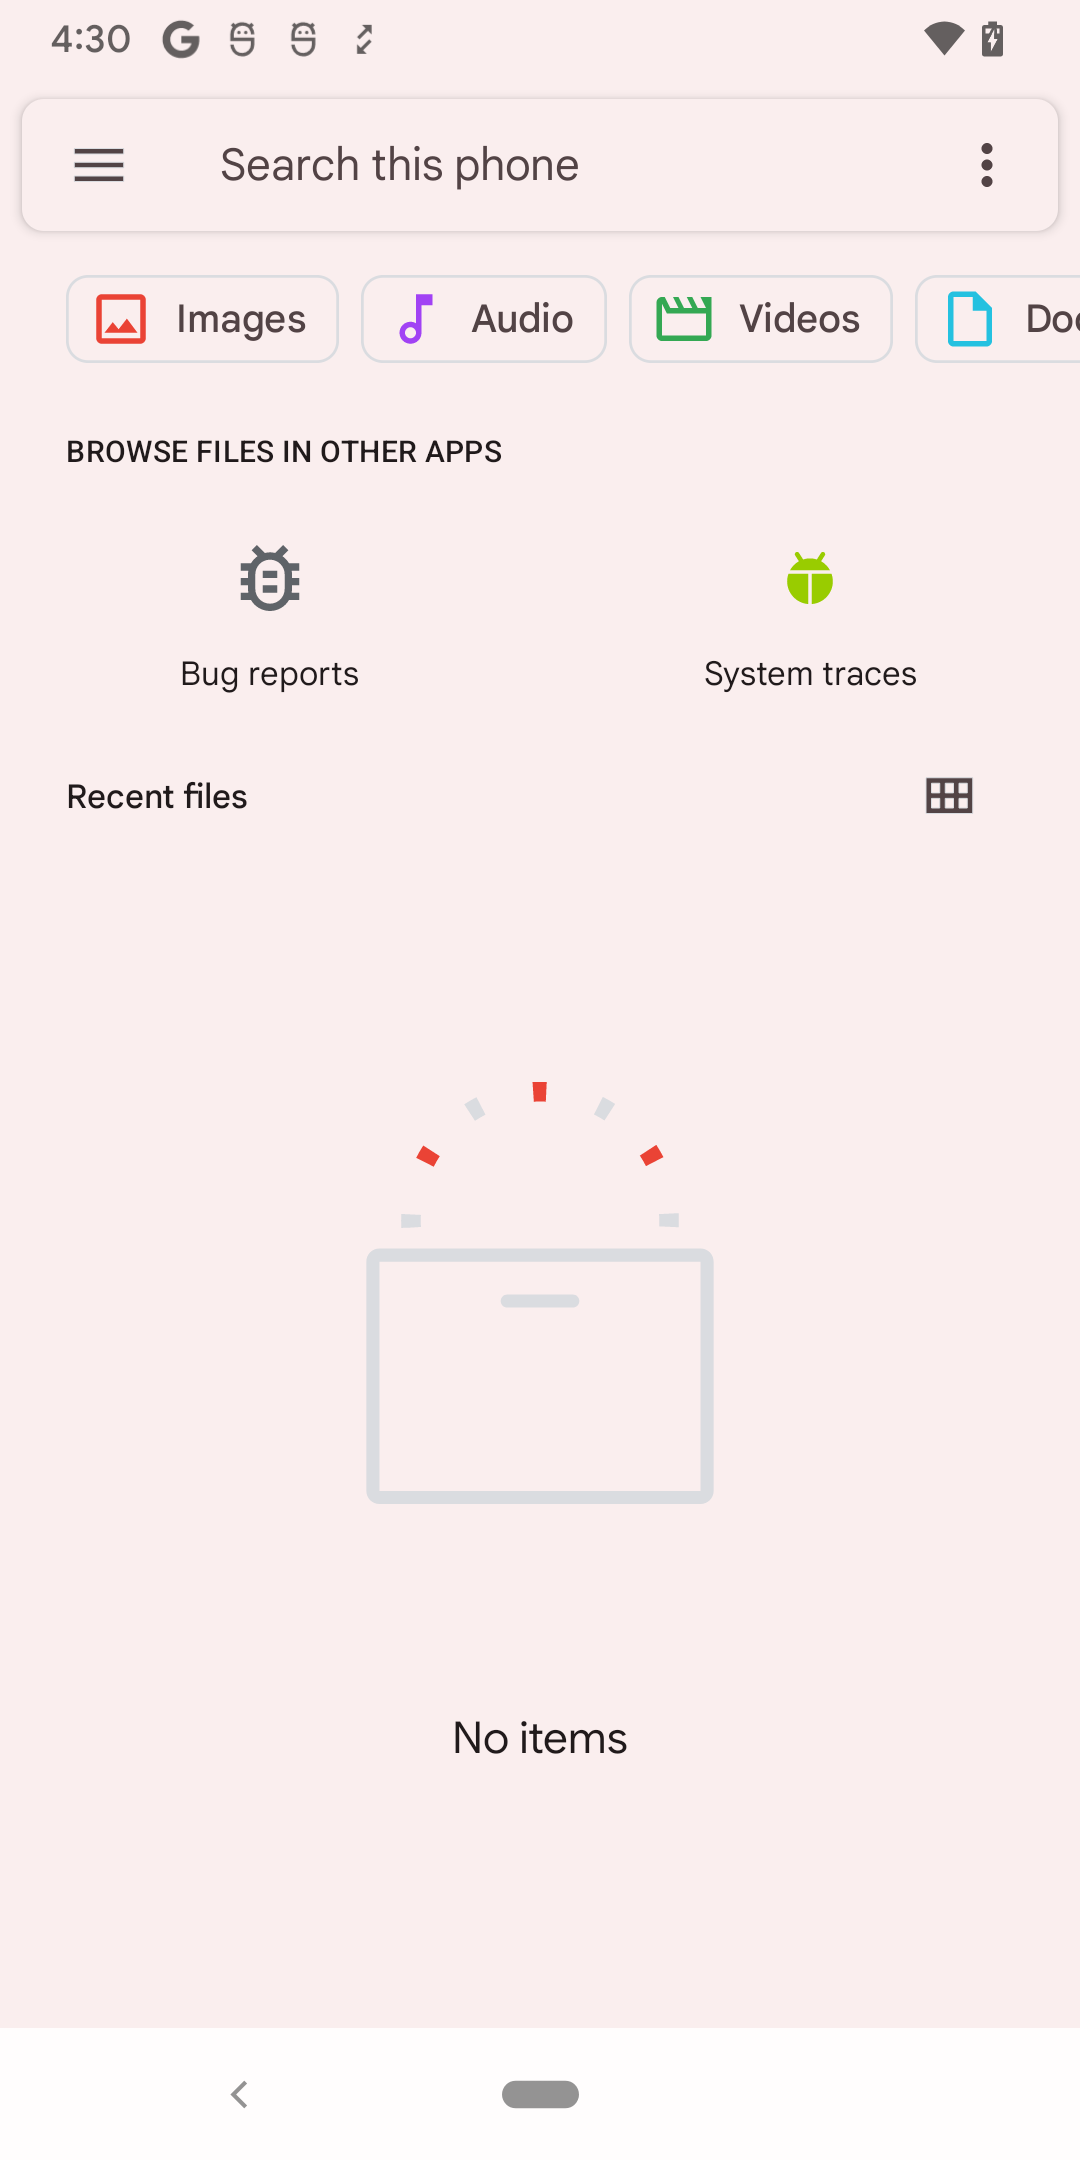 4:30
Search this phone
Images Audio Videos Doc
BROWSE FILES IN OTHER APPS
Bug reports System traces
Recent files
No items